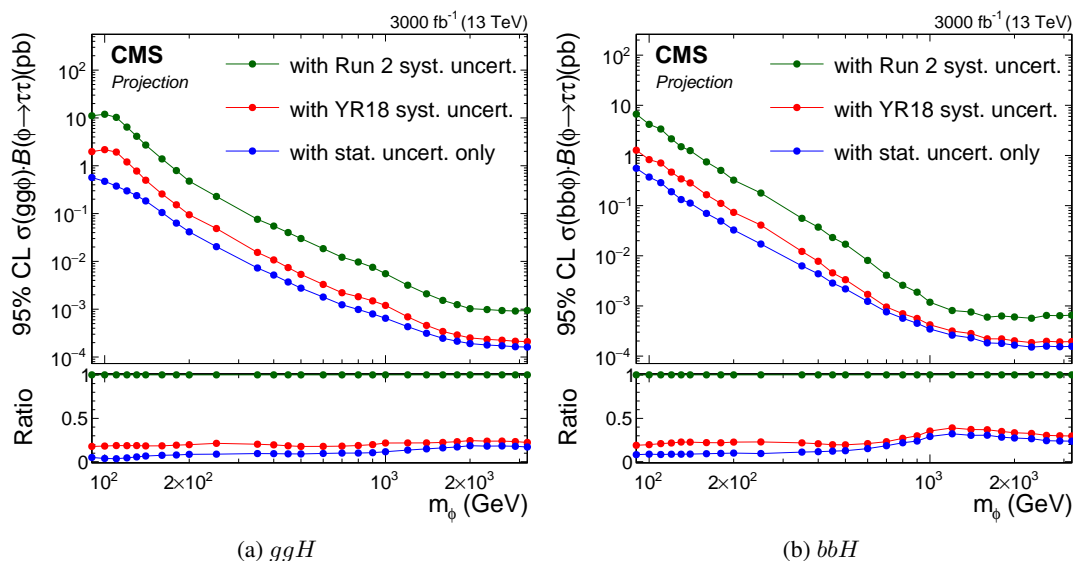 3000 fb⁻¹ (13 TeV)
95% CL σ(ggφ)·B(φ→ττ)(pb)
CMS
Projection
with Run 2 syst. uncert.
with YR18 syst. uncert.
with stat. uncert. only
10²
10
1
10⁻¹
10⁻²
10⁻³
10⁻⁴
Ratio
1
0.5
0
10² 2×10² 10³ 2×10³
m_φ (GeV)
(a) ggH
3000 fb⁻¹ (13 TeV)
95% CL σ(bbφ)·B(φ→ττ)(pb)
CMS
Projection
with Run 2 syst. uncert.
with YR18 syst. uncert.
with stat. uncert. only
10²
10
1
10⁻¹
10⁻²
10⁻³
10⁻⁴
Ratio
1
0.5
0
10² 2×10² 10³ 2×10³
m_φ (GeV)
(b) bbH